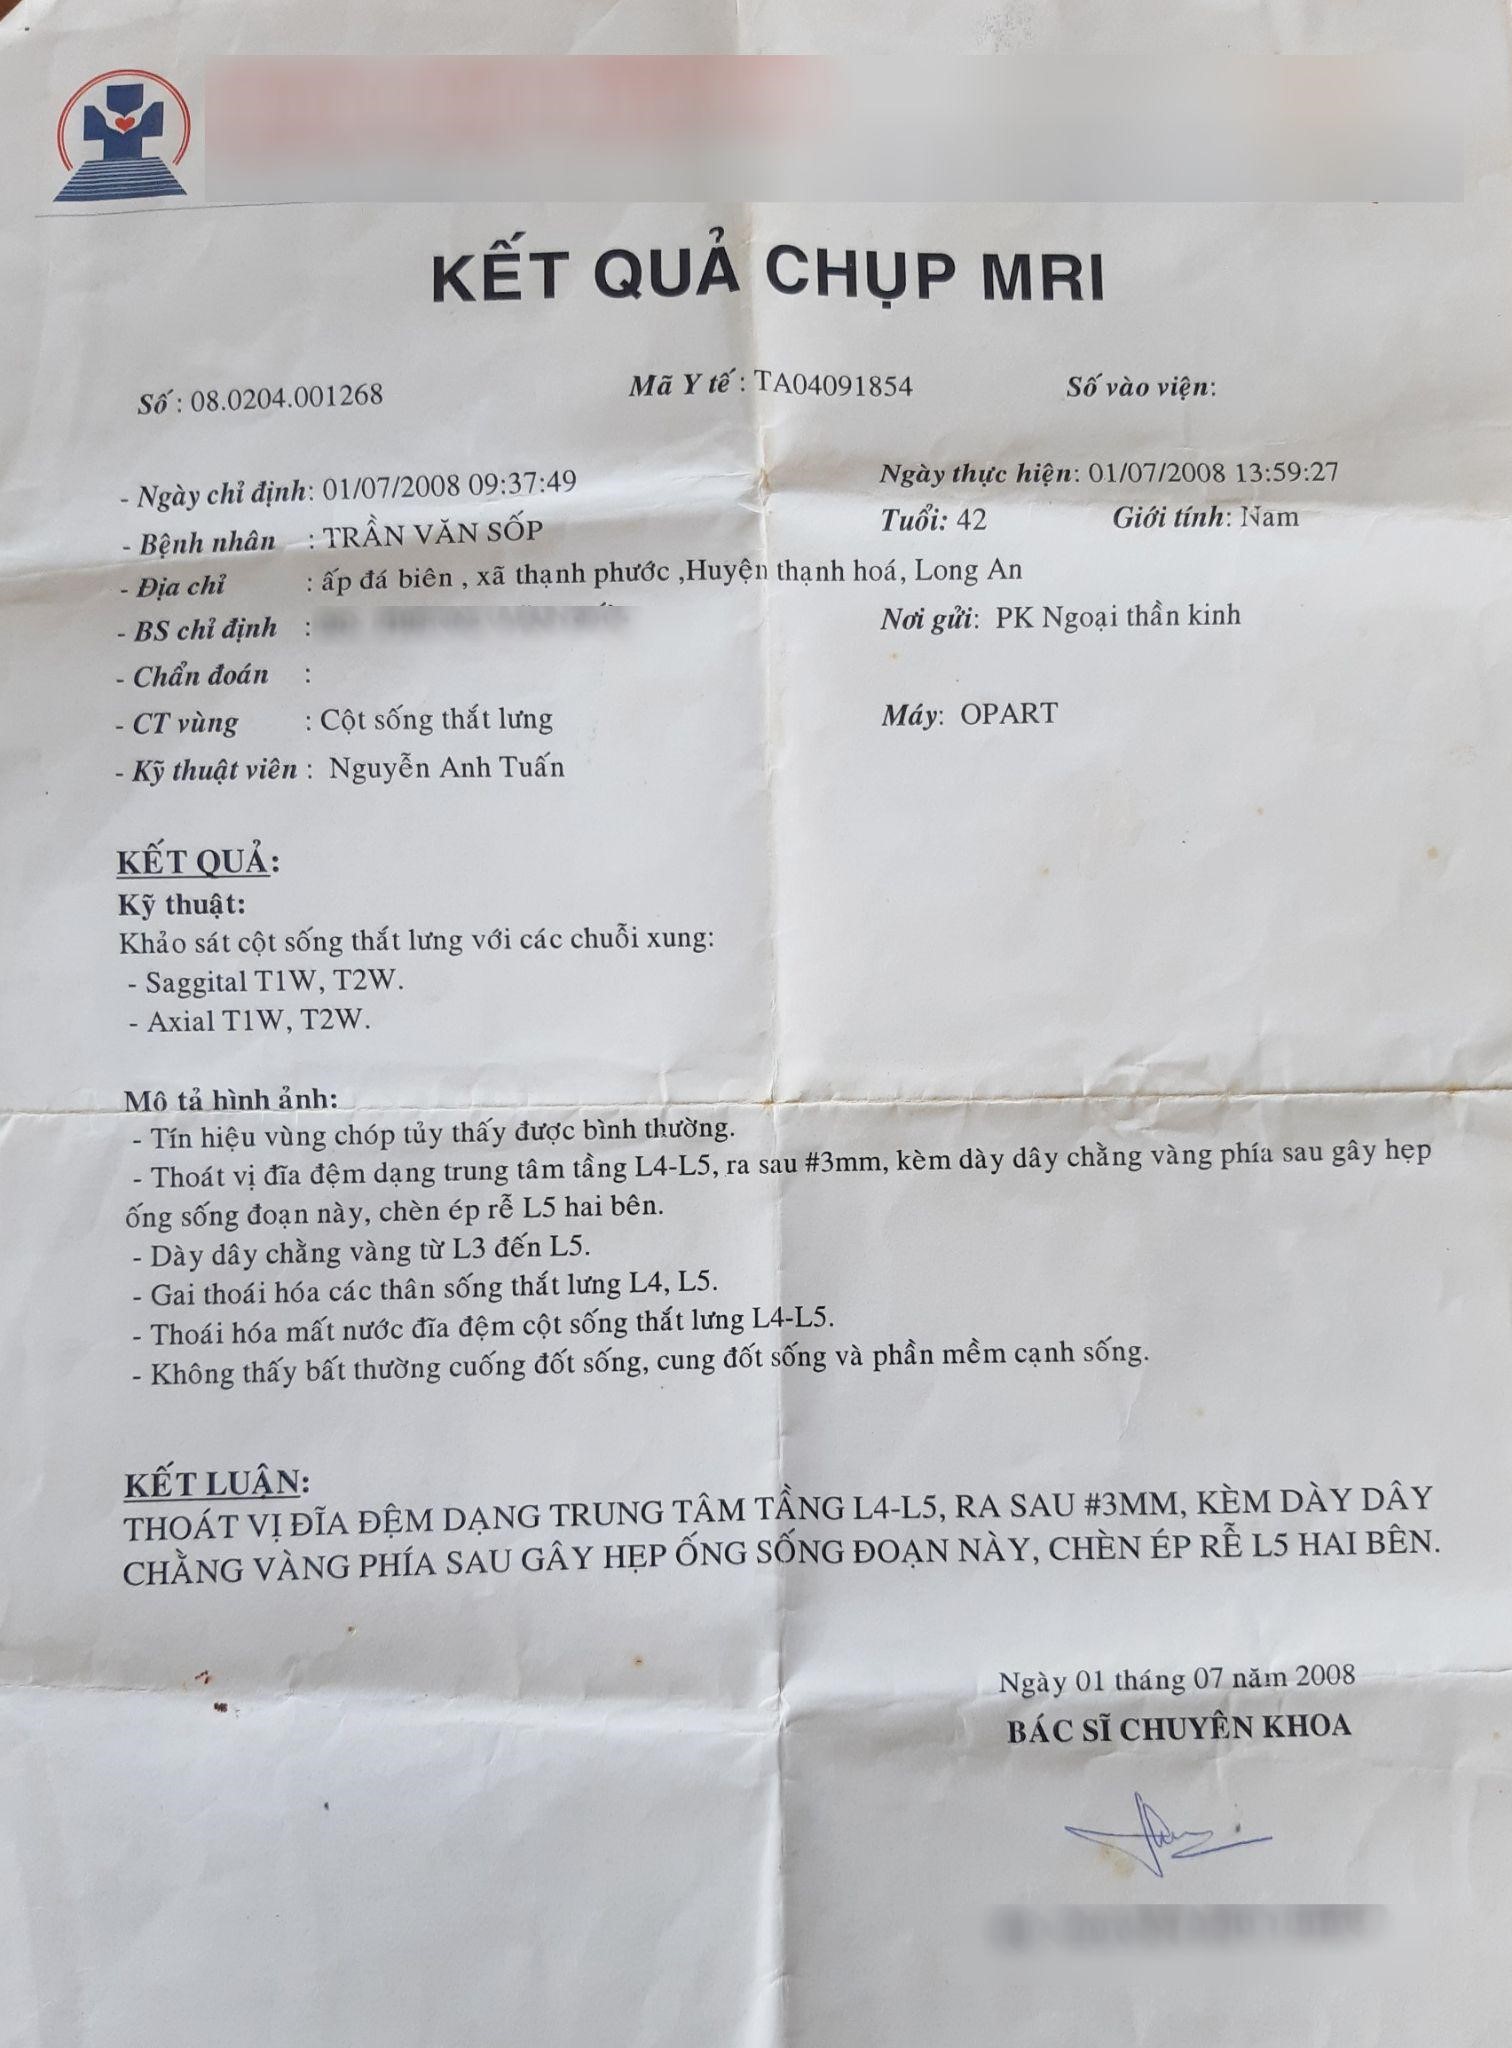 KẾT QUẢ CHỤP MRI
Số : 08.0204.001268 Mã Y tế : TA04091854 Số vào viện:
- Ngày chỉ định: 01/07/2008 09:37:49 Ngày thực hiện: 01/07/2008 13:59:27
- Bệnh nhân : TRẦN VĂN SỐP Tuổi: 42 Giới tính: Nam
- Địa chỉ : ấp đá biên , xã thạnh phước ,Huyện thạnh hoá, Long An
- BS chỉ định : Nơi gửi: PK Ngoại thần kinh
- Chẩn đoán :
- CT vùng : Cột sống thắt lưng Máy: OPART
- Kỹ thuật viên : Nguyễn Anh Tuấn
KẾT QUẢ:
Kỹ thuật:
Khảo sát cột sống thắt lưng với các chuỗi xung:
- Saggital T1W, T2W.
- Axial T1W, T2W.
Mô tả hình ảnh:
- Tín hiệu vùng chóp tủy thấy được bình thường.
- Thoát vị đĩa đệm dạng trung tâm tầng L4-L5, ra sau #3mm, kèm dày dây chằng vàng phía sau gây hẹp
ống sống đoạn này, chèn ép rễ L5 hai bên.
- Dày dây chằng vàng từ L3 đến L5.
- Gai thoái hóa các thân sống thắt lưng L4, L5.
- Thoái hóa mất nước đĩa đệm cột sống thắt lưng L4-L5.
- Không thấy bất thường cuống đốt sống, cung đốt sống và phần mềm cạnh sống.
KẾT LUẬN:
THOÁT VỊ ĐĨA ĐỆM DẠNG TRUNG TÂM TẦNG L4-L5, RA SAU #3MM, KÈM DÀY DÂY
CHẰNG VÀNG PHÍA SAU GÂY HẸP ỐNG SỐNG ĐOẠN NÀY, CHÈN ÉP RỄ L5 HAI BÊN.
Ngày 01 tháng 07 năm 2008
BÁC SĨ CHUYÊN KHOA